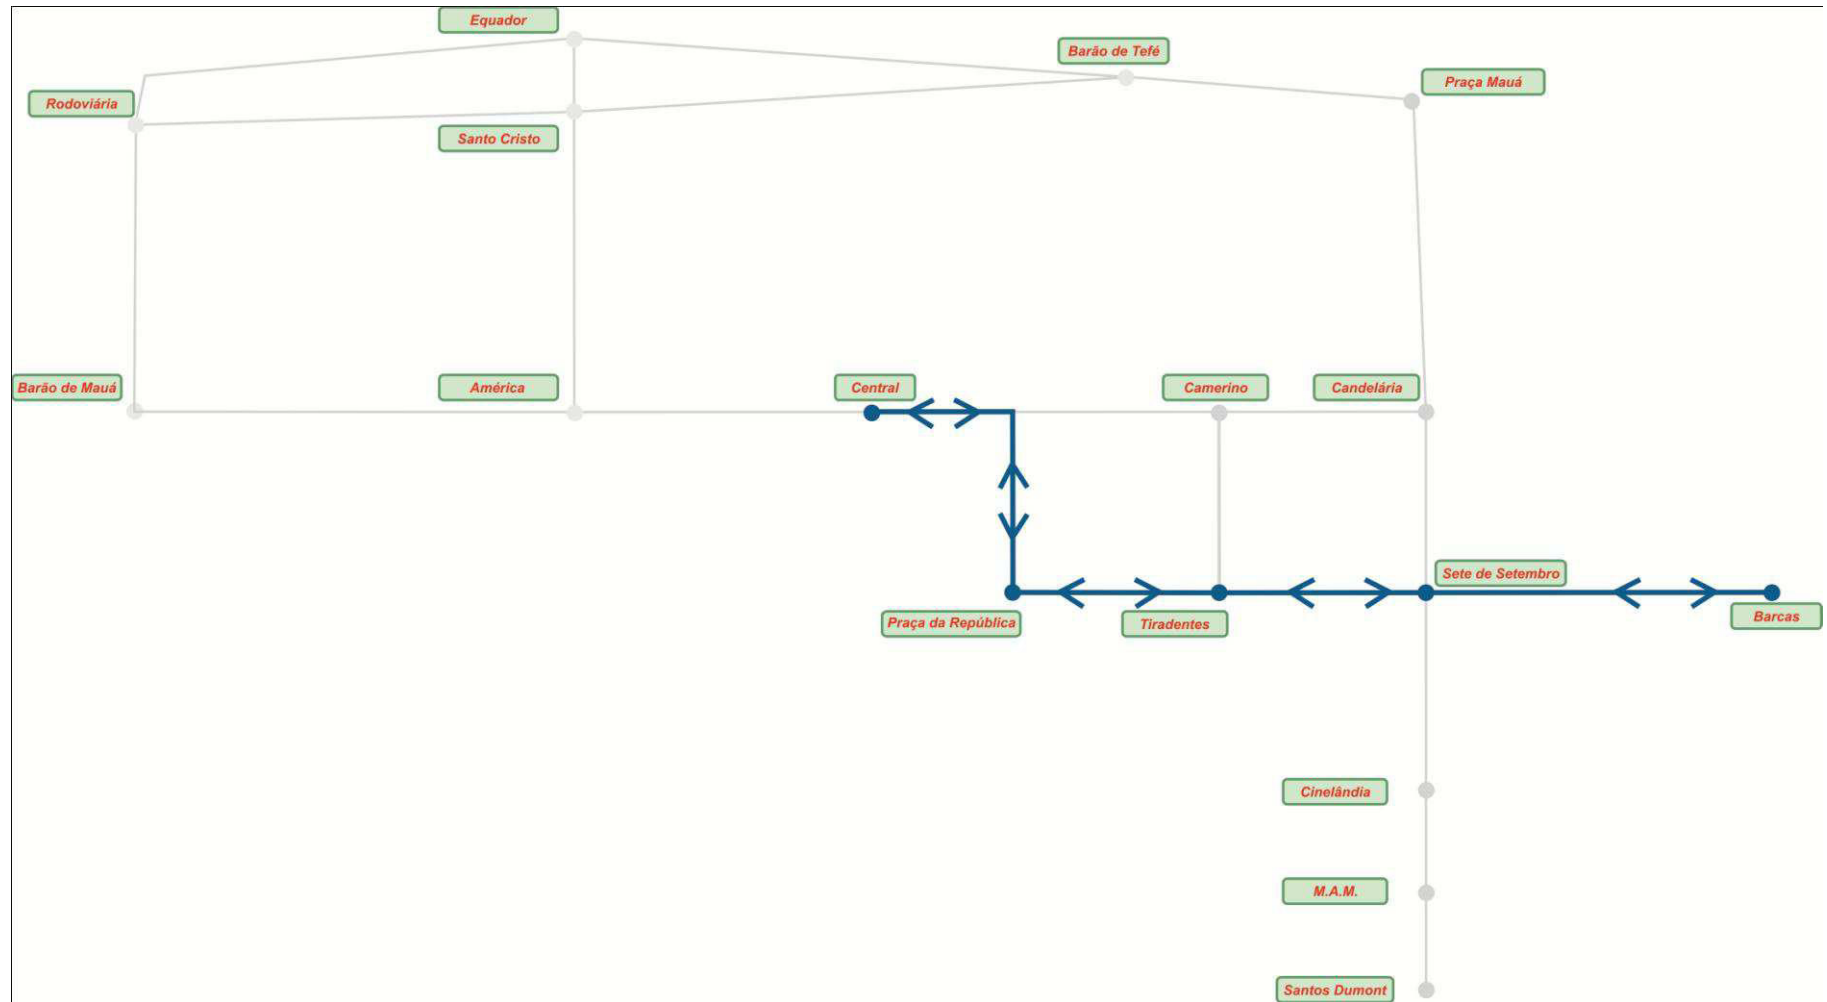 Equador
Barão de Tefé
Praça Mauá
Rodoviária
Santo Cristo
Barão de Mauá
América
Central
Camerino
Candelária
Sete de Setembro
Praça da República
Tiradentes
Barcas
Cinelândia
M.A.M.
Santos Dumont